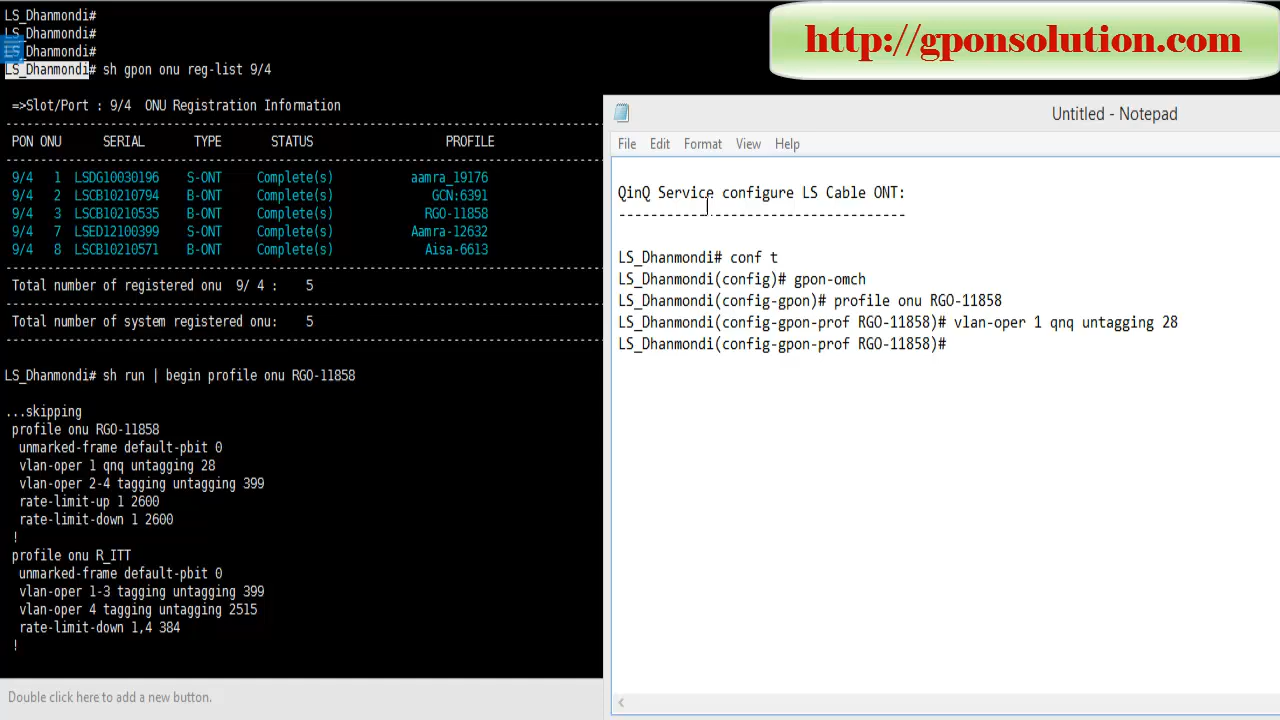 LS_Dhanmondi#
LS_Dhanmondi#
LS_Dhanmondi#
LS_Dhanmondi# sh gpon onu reg-list 9/4
=>Slot/Port : 9/4 ONU Registration Information
------------------------------------------------------------
PON ONU SERIAL TYPE STATUS PROFILE
------------------------------------------------------------
9/4 1 LSDG10030196 S-ONT Complete(s) aamra_19176
9/4 2 LSCB10210794 B-ONT Complete(s) GCN:6391
9/4 3 LSCB10210535 B-ONT Complete(s) RGO-11858
9/4 7 LSED12100399 S-ONT Complete(s) Aamra-12632
9/4 8 LSCB10210571 B-ONT Complete(s) Aisa-6613
------------------------------------------------------------
Total number of registered onu 9/ 4 : 5
------------------------------------------------------------
Total number of system registered onu: 5
------------------------------------------------------------
LS_Dhanmondi# sh run | begin profile onu RGO-11858
...skipping
profile onu RGO-11858
unmarked-frame default-pbit 0
vlan-oper 1 qnq untagging 28
vlan-oper 2-4 tagging untagging 399
rate-limit-up 1 2600
rate-limit-down 1 2600
!
profile onu R_ITT
unmarked-frame default-pbit 0
vlan-oper 1-3 tagging untagging 399
vlan-oper 4 tagging untagging 2515
rate-limit-down 1,4 384
!
Double click here to add a new button.
http://gponsolution.com
Untitled - Notepad
File Edit Format View Help
QinQ Service configure LS Cable ONT:
------------------------------------
LS_Dhanmondi# conf t
LS_Dhanmondi(config)# gpon-omch
LS_Dhanmondi(config-gpon)# profile onu RGO-11858
LS_Dhanmondi(config-gpon-prof RGO-11858)# vlan-oper 1 qnq untagging 28
LS_Dhanmondi(config-gpon-prof RGO-11858)#